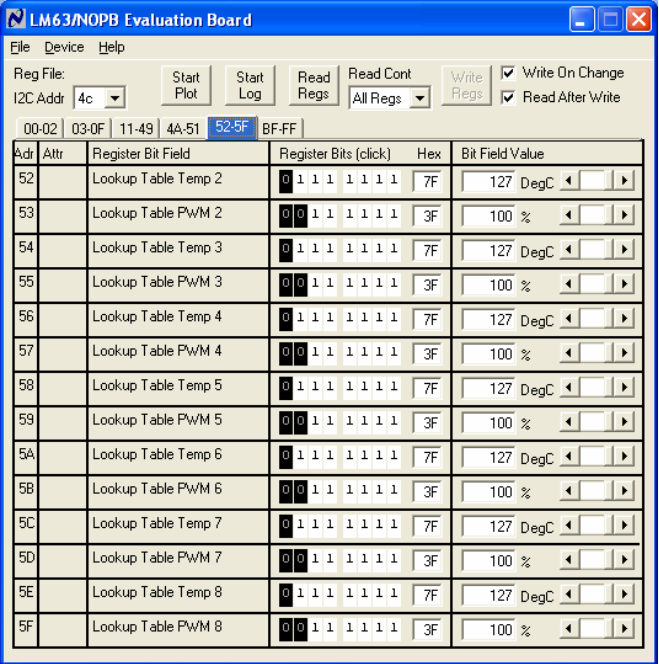 LM63/NOPB Evaluation Board
File Device Help
Reg File:
I2C Addr 4c
Start Plot
Start Log
Read Regs
Read Cont
All Regs
Write Regs
Write On Change
Read After Write
00-02 03-0F 11-49 4A-51 52-5F BF-FF
Adr Attr Register Bit Field Register Bits (click) Hex Bit Field Value
52 Lookup Table Temp 2 0 1 1 1 1 1 1 1 7F 127 DegC
53 Lookup Table PWM 2 0 0 1 1 1 1 1 1 3F 100 %
54 Lookup Table Temp 3 0 1 1 1 1 1 1 1 7F 127 DegC
55 Lookup Table PWM 3 0 0 1 1 1 1 1 1 3F 100 %
56 Lookup Table Temp 4 0 1 1 1 1 1 1 1 7F 127 DegC
57 Lookup Table PWM 4 0 0 1 1 1 1 1 1 3F 100 %
58 Lookup Table Temp 5 0 1 1 1 1 1 1 1 7F 127 DegC
59 Lookup Table PWM 5 0 0 1 1 1 1 1 1 3F 100 %
5A Lookup Table Temp 6 0 1 1 1 1 1 1 1 7F 127 DegC
5B Lookup Table PWM 6 0 0 1 1 1 1 1 1 3F 100 %
5C Lookup Table Temp 7 0 1 1 1 1 1 1 1 7F 127 DegC
5D Lookup Table PWM 7 0 0 1 1 1 1 1 1 3F 100 %
5E Lookup Table Temp 8 0 1 1 1 1 1 1 1 7F 127 DegC
5F Lookup Table PWM 8 0 0 1 1 1 1 1 1 3F 100 %